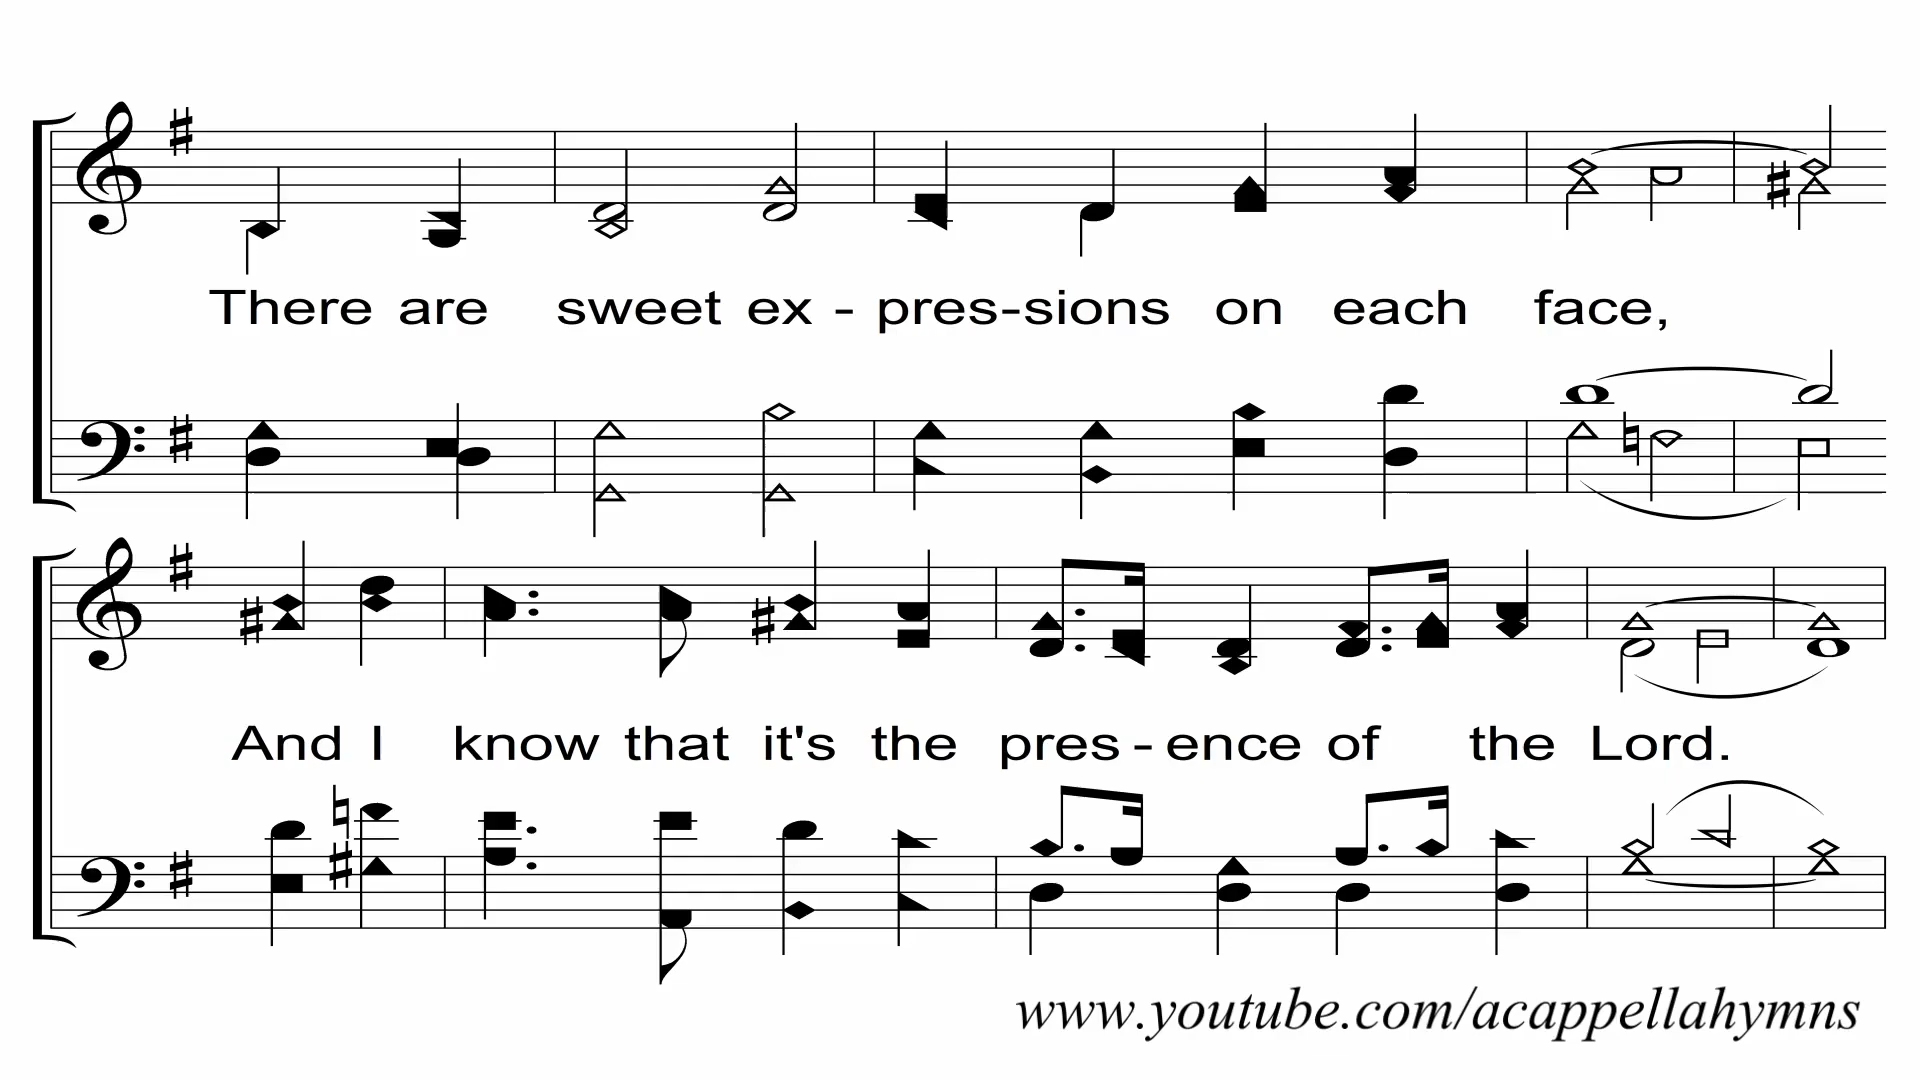 There are sweet ex - pres-sions on each face,
And I know that it's the pres - ence of the Lord.
www.youtube.com/acappellahymns